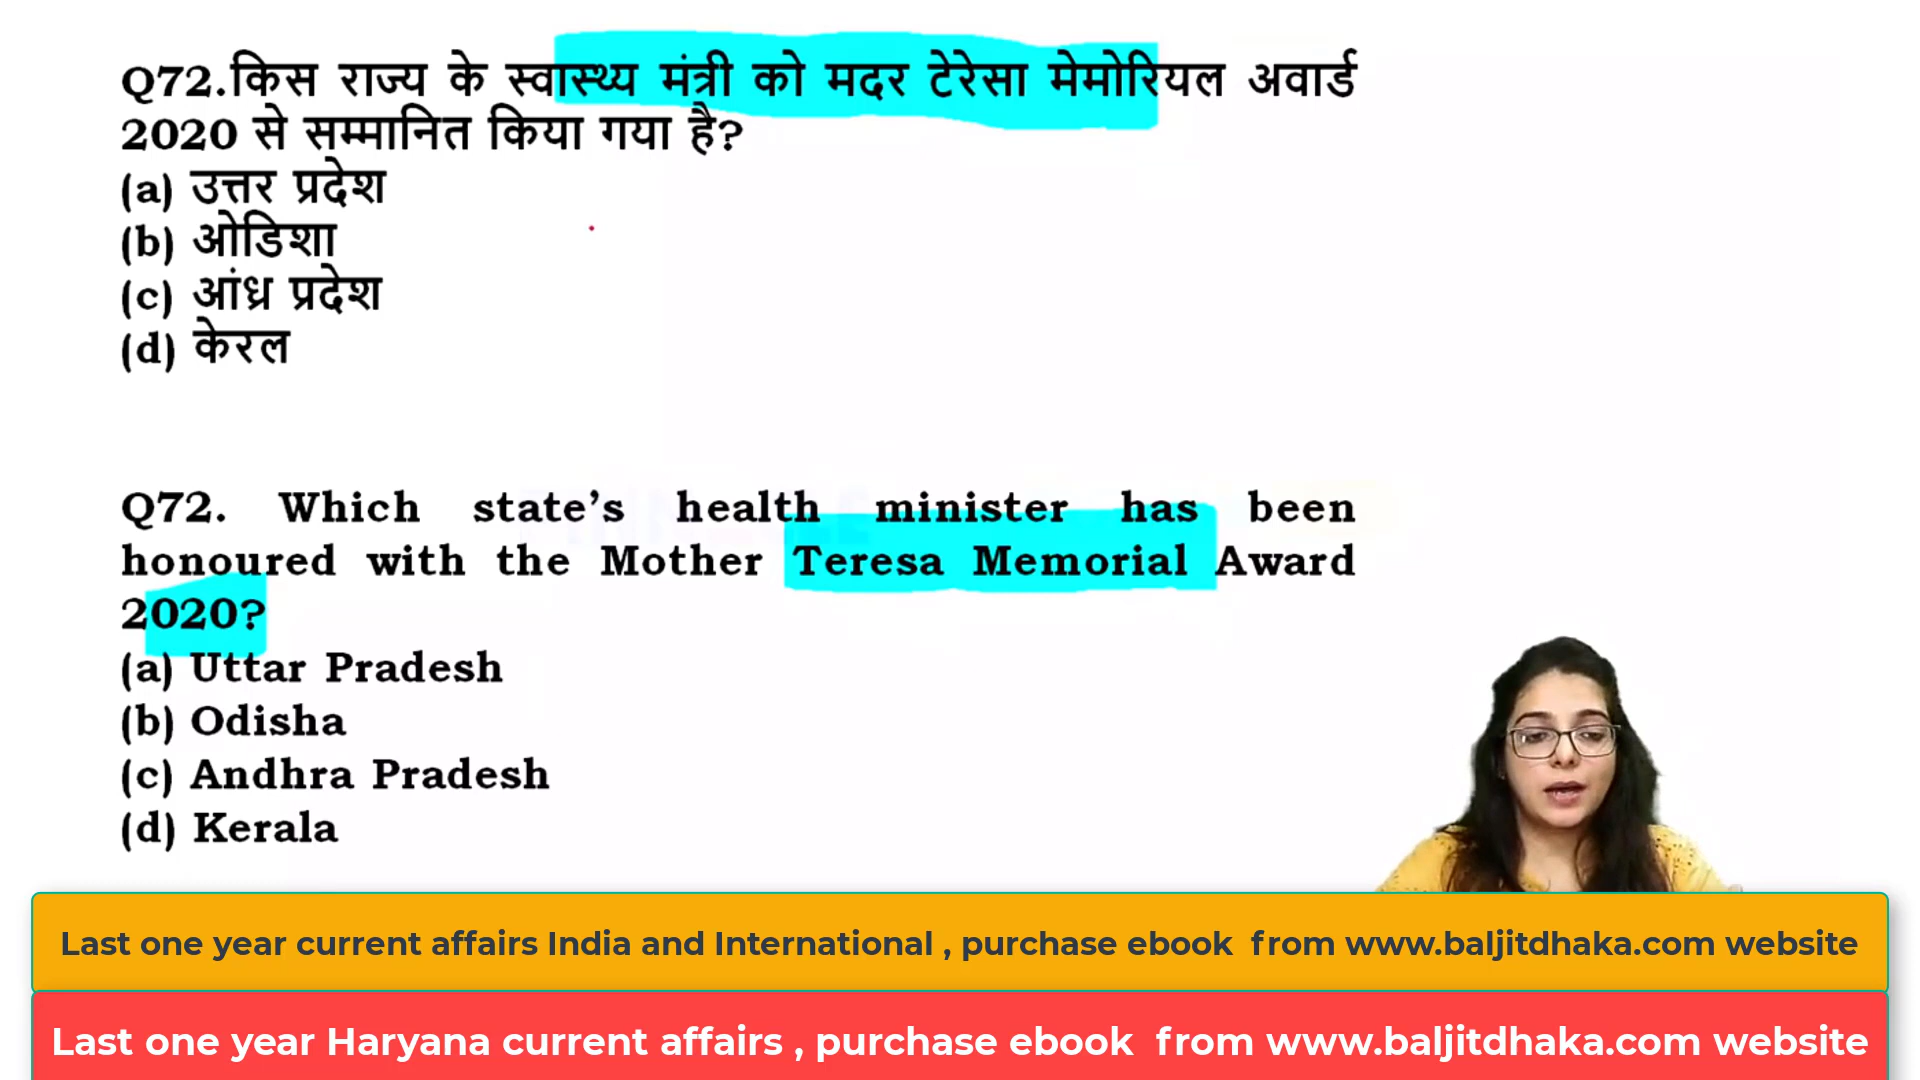 Q72.किस राज्य के स्वास्थ्य मंत्री को मदर टेरेसा मेमोरियल अवार्ड
2020 से सम्मानित किया गया है?
(a) उत्तर प्रदेश
(b) ओडिशा
(c) आंध्र प्रदेश
(d) केरल
Q72. Which state’s health minister has been
honoured with the Mother Teresa Memorial Award
2020?
(a) Uttar Pradesh
(b) Odisha
(c) Andhra Pradesh
(d) Kerala
Last one year current affairs India and International , purchase ebook from www.baljitdhaka.com website
Last one year Haryana current affairs , purchase ebook from www.baljitdhaka.com website